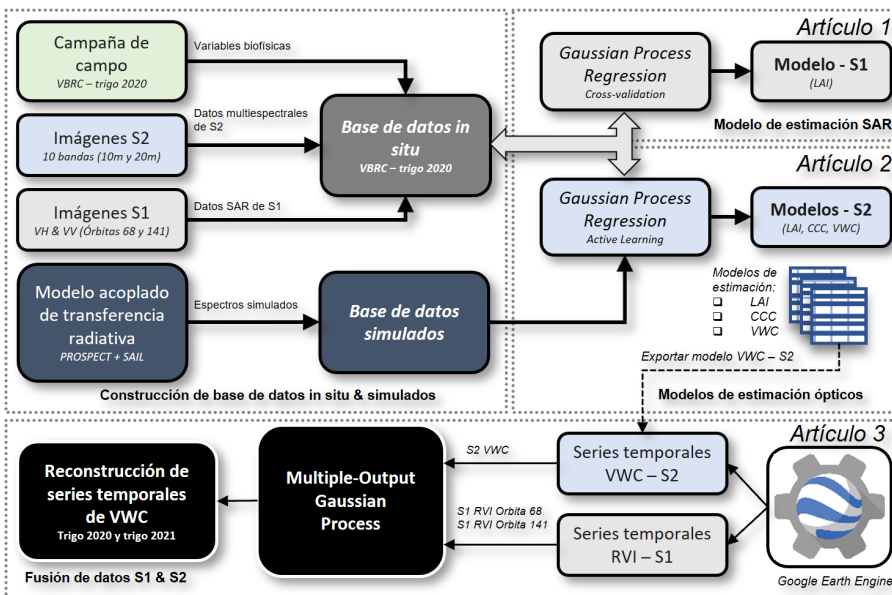 Campaña de
campo
VBRC – trigo 2020
Variables biofísicas
Imágenes S2
10 bandas (10m y 20m)
Datos multiespectrales
de S2
Imágenes S1
VH & VV (Órbitas 68 y 141)
Datos SAR de S1
Base de datos in
situ
VBRC – trigo 2020
Modelo acoplado
de transferencia
radiativa
PROSPECT + SAIL
Espectros simulados
Base de datos
simulados
Construcción de base de datos in situ & simulados
Artículo 1
Gaussian Process
Regression
Cross-validation
Modelo - S1
(LAI)
Modelo de estimación SAR
Artículo 2
Gaussian Process
Regression
Active Learning
Modelos - S2
(LAI, CCC, VWC)
Modelos de
estimación:
❑ LAI
❑ CCC
❑ VWC
Exportar modelo VWC – S2
Modelos de estimación ópticos
Artículo 3
Reconstrucción de
series temporales
de VWC
Trigo 2020 y trigo 2021
Multiple-Output
Gaussian
Process
S2 VWC
S1 RVI Orbita 68
S1 RVI Orbita 141
Series temporales
VWC – S2
Series temporales
RVI – S1
Google Earth Engine
Fusión de datos S1 & S2